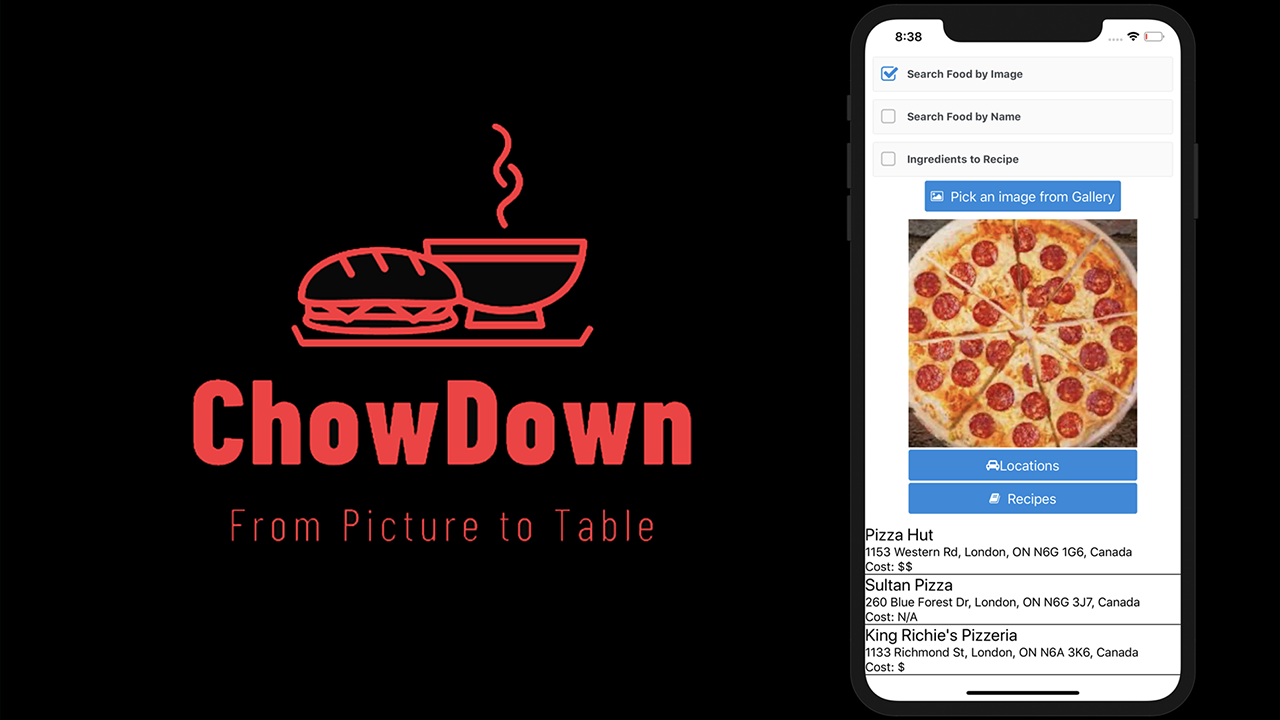 ChowDown
From Picture to Table
8:38
Search Food by Image
Search Food by Name
Ingredients to Recipe
Pick an image from Gallery
Locations
Recipes
Pizza Hut
1153 Western Rd, London, ON N6G 1G6, Canada
Cost: $$
Sultan Pizza
260 Blue Forest Dr, London, ON N6G 3J7, Canada
Cost: N/A
King Richie's Pizzeria
1133 Richmond St, London, ON N6A 3K6, Canada
Cost: $